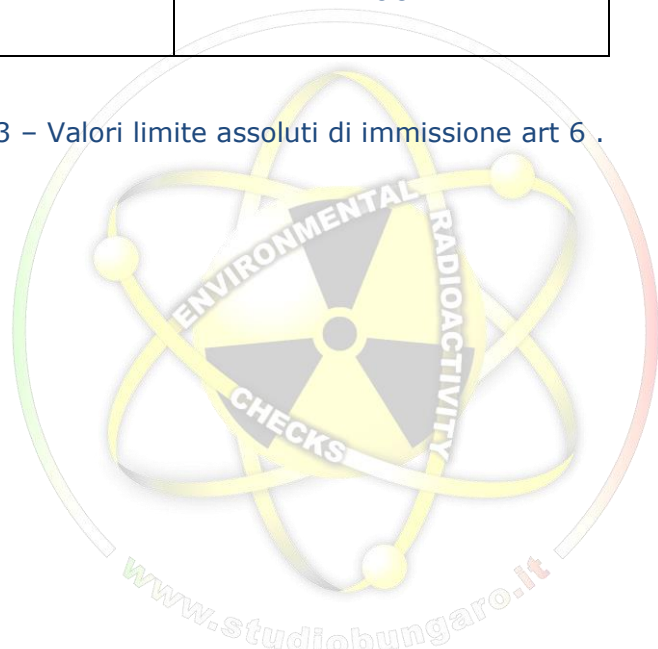 3 – Valori limite assoluti di immissione art 6 .
ENVIRONMENTAL
RADIOACTIVITY
CHECKS
www.studiobungaro.it